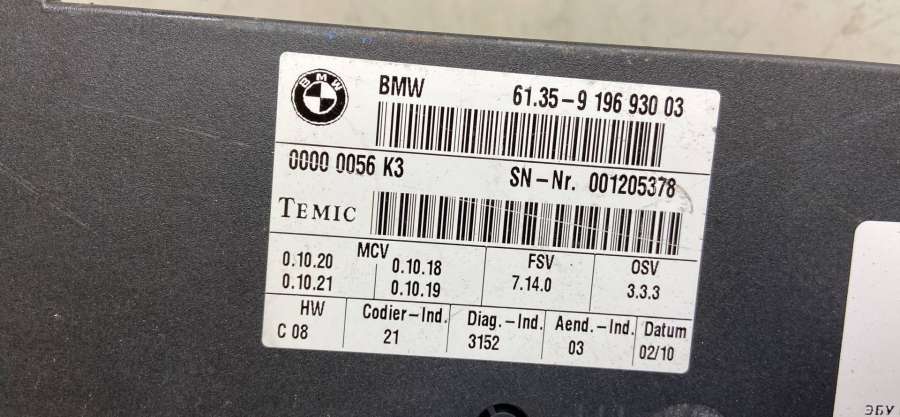 BMW
BMW 61.35-9 196 930 03
0000 0056 K3 SN-Nr. 001205378
TEMIC
MCV FSV OSV
0.10.20 0.10.18 7.14.0 3.3.3
0.10.21 0.10.19
HW Codier-Ind. Diag.-Ind. Aend.-Ind. Datum
C 08 21 3152 03 02/10
ЭБУ